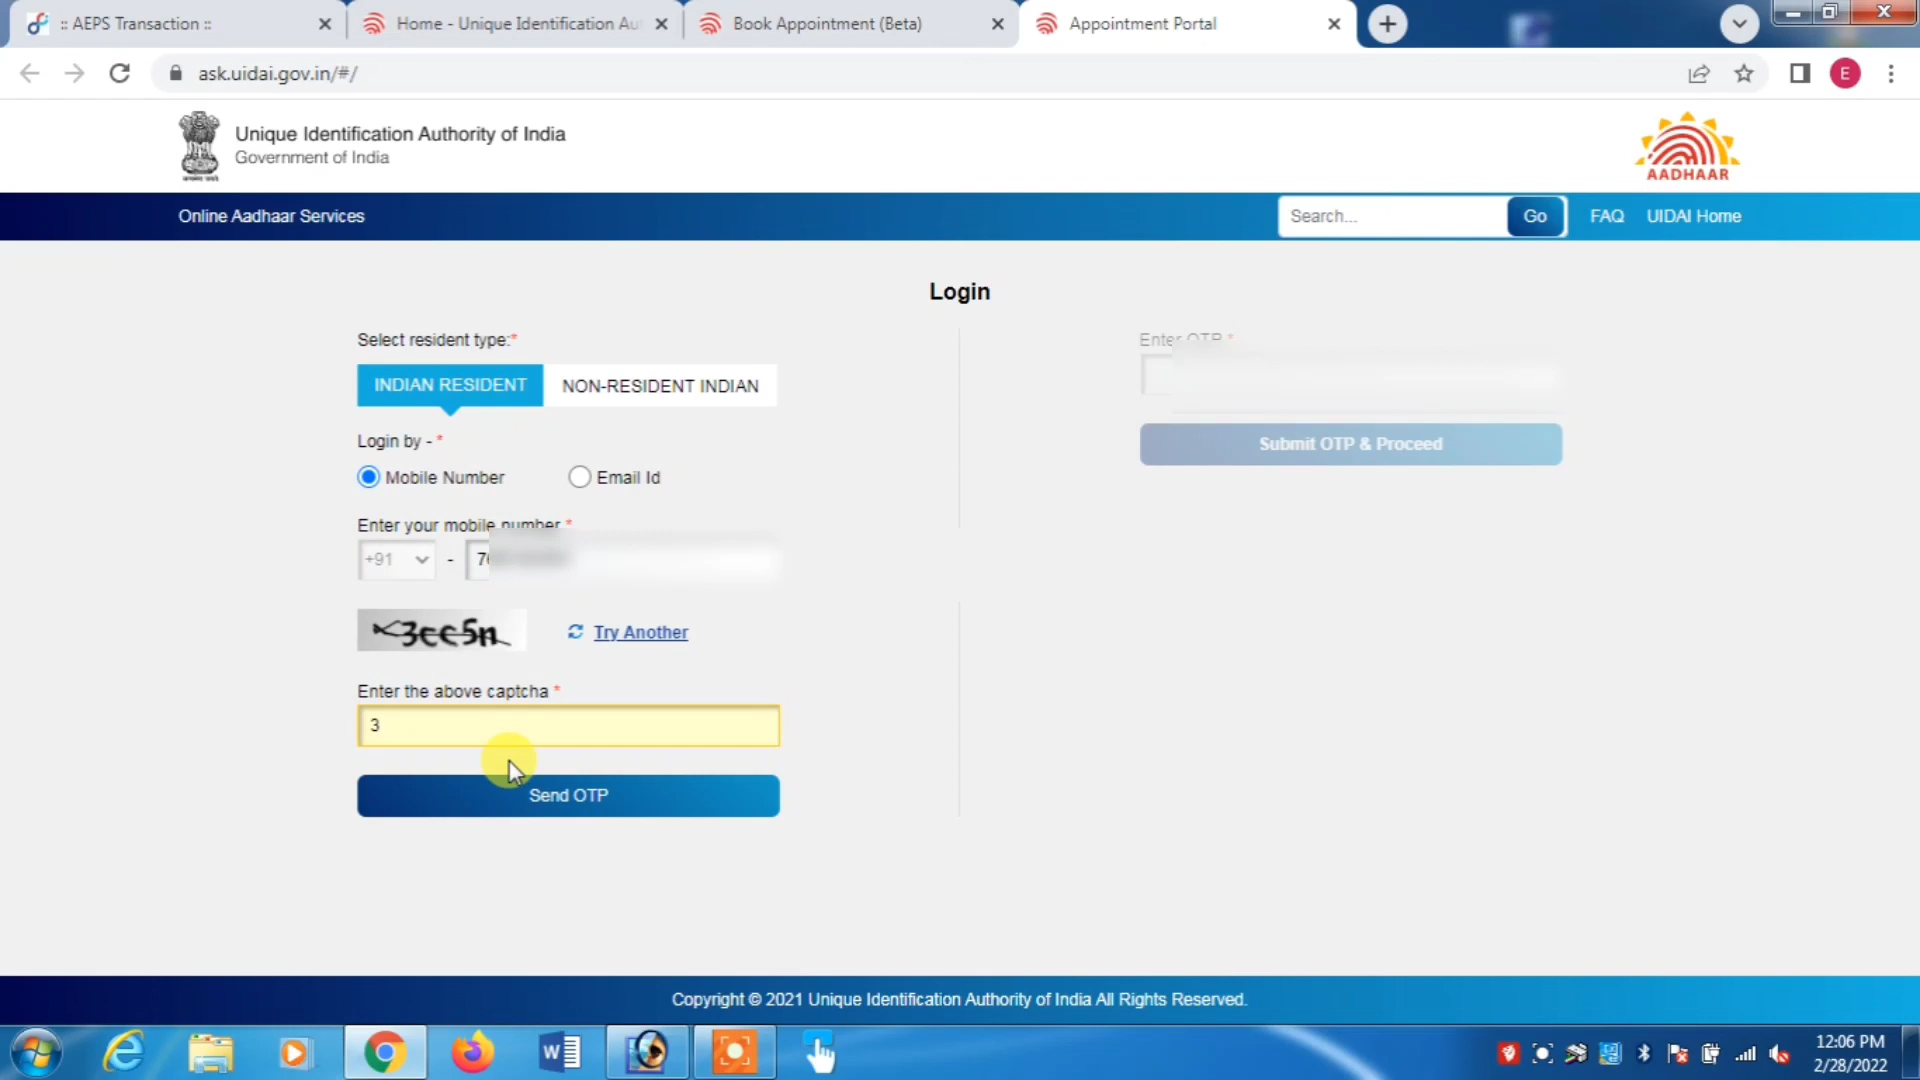 :: AEPS Transaction ::
Home - Unique Identification Au
Book Appointment (Beta)
Appointment Portal
ask.uidai.gov.in/#/
E
Unique Identification Authority of India
Government of India
AADHAAR
Online Aadhaar Services
Search...
Go
FAQ
UIDAI Home
Login
Select resident type:*
INDIAN RESIDENT
NON-RESIDENT INDIAN
Login by - *
Mobile Number
Email Id
Enter your mobile number *
+91
-
Try Another
Enter the above captcha *
3
Send OTP
Enter OTP *
Submit OTP & Proceed
Copyright © 2021 Unique Identification Authority of India All Rights Reserved.
12:06 PM
2/28/2022